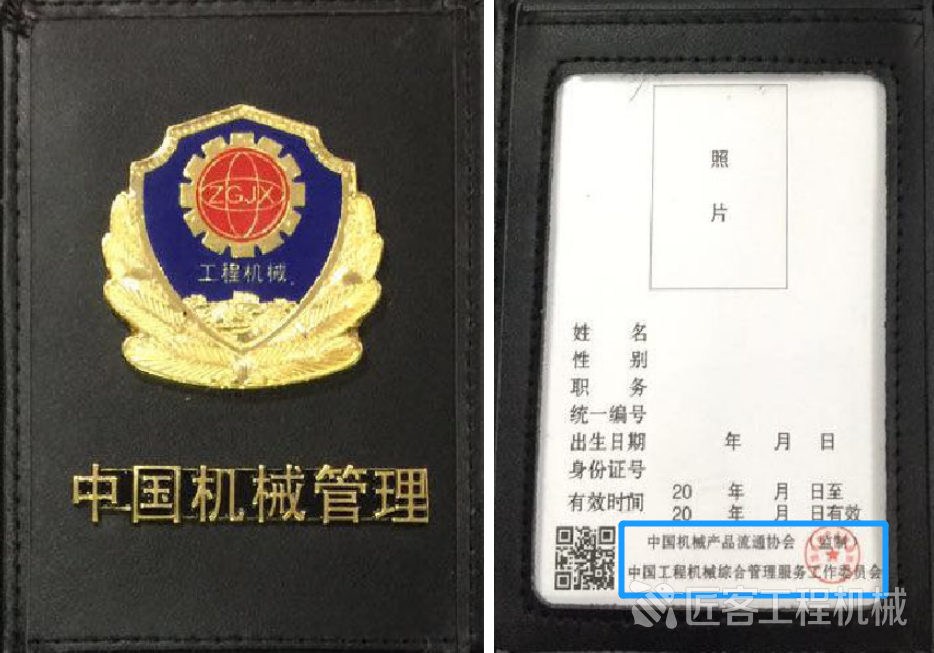 ZGJX
工程机械
中国机械管理
照
片
姓 名
性 别
职 务
统一编号
出生日期 年 月 日
身份证号
有效时间 20 年 月 日至
20 年 月 日有效
中国机械产品流通协会（监制）
中国工程机械综合管理服务工作委员会
匠客工程机械